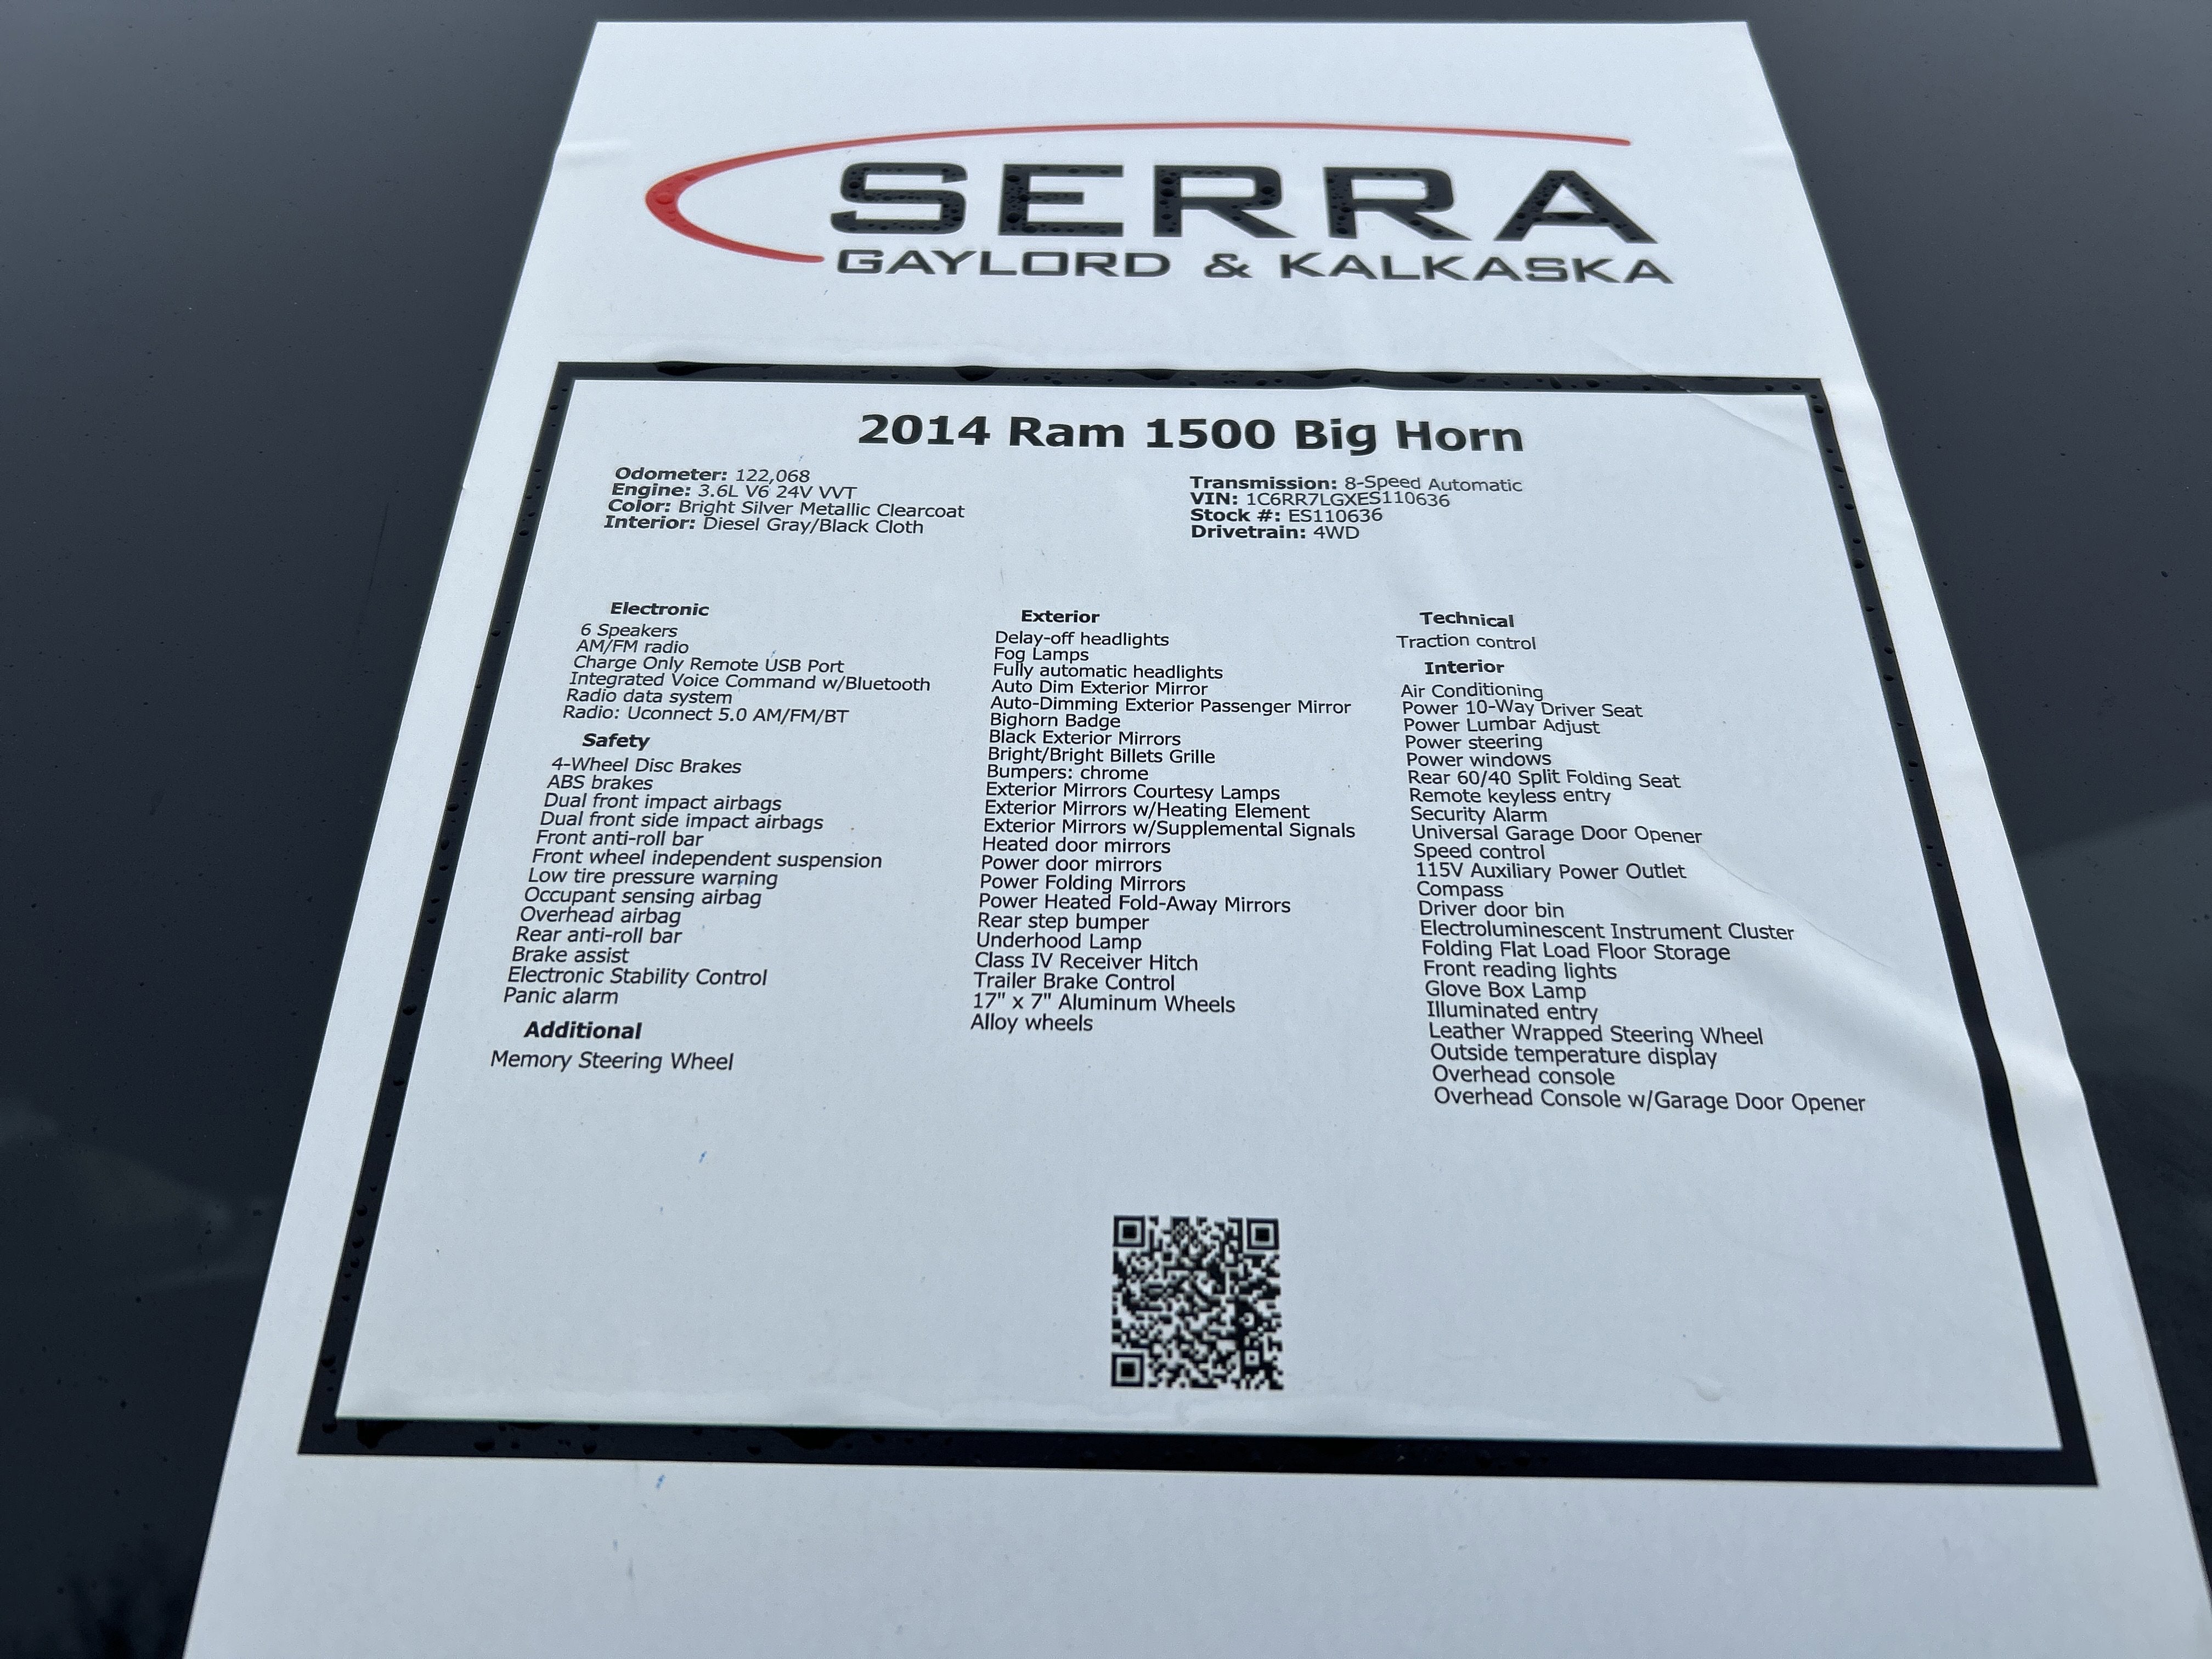 SERRA
GAYLORD & KALKASKA
2014 Ram 1500 Big Horn
Odometer: 122,068
Engine: 3.6L V6 24V VVT
Color: Bright Silver Metallic Clearcoat
Interior: Diesel Gray/Black Cloth
Transmission: 8-Speed Automatic
VIN: 1C6RR7LGXES110636
Stock #: ES110636
Drivetrain: 4WD
Electronic
6 Speakers
AM/FM radio
Charge Only Remote USB Port
Integrated Voice Command w/Bluetooth
Radio data system
Radio: Uconnect 5.0 AM/FM/BT
Safety
4-Wheel Disc Brakes
ABS brakes
Dual front impact airbags
Dual front side impact airbags
Front anti-roll bar
Front wheel independent suspension
Low tire pressure warning
Occupant sensing airbag
Overhead airbag
Rear anti-roll bar
Brake assist
Electronic Stability Control
Panic alarm
Additional
Memory Steering Wheel
Exterior
Delay-off headlights
Fog Lamps
Fully automatic headlights
Auto Dim Exterior Mirror
Auto-Dimming Exterior Passenger Mirror
Bighorn Badge
Black Exterior Mirrors
Bright/Bright Billets Grille
Bumpers: chrome
Exterior Mirrors Courtesy Lamps
Exterior Mirrors w/Heating Element
Exterior Mirrors w/Supplemental Signals
Heated door mirrors
Power door mirrors
Power Folding Mirrors
Power Heated Fold-Away Mirrors
Rear step bumper
Underhood Lamp
Class IV Receiver Hitch
Trailer Brake Control
17" x 7" Aluminum Wheels
Alloy wheels
Technical
Traction control
Interior
Air Conditioning
Power 10-Way Driver Seat
Power Lumbar Adjust
Power steering
Power windows
Rear 60/40 Split Folding Seat
Remote keyless entry
Security Alarm
Universal Garage Door Opener
Speed control
115V Auxiliary Power Outlet
Compass
Driver door bin
Electroluminescent Instrument Cluster
Folding Flat Load Floor Storage
Front reading lights
Glove Box Lamp
Illuminated entry
Leather Wrapped Steering Wheel
Outside temperature display
Overhead console
Overhead Console w/Garage Door Opener